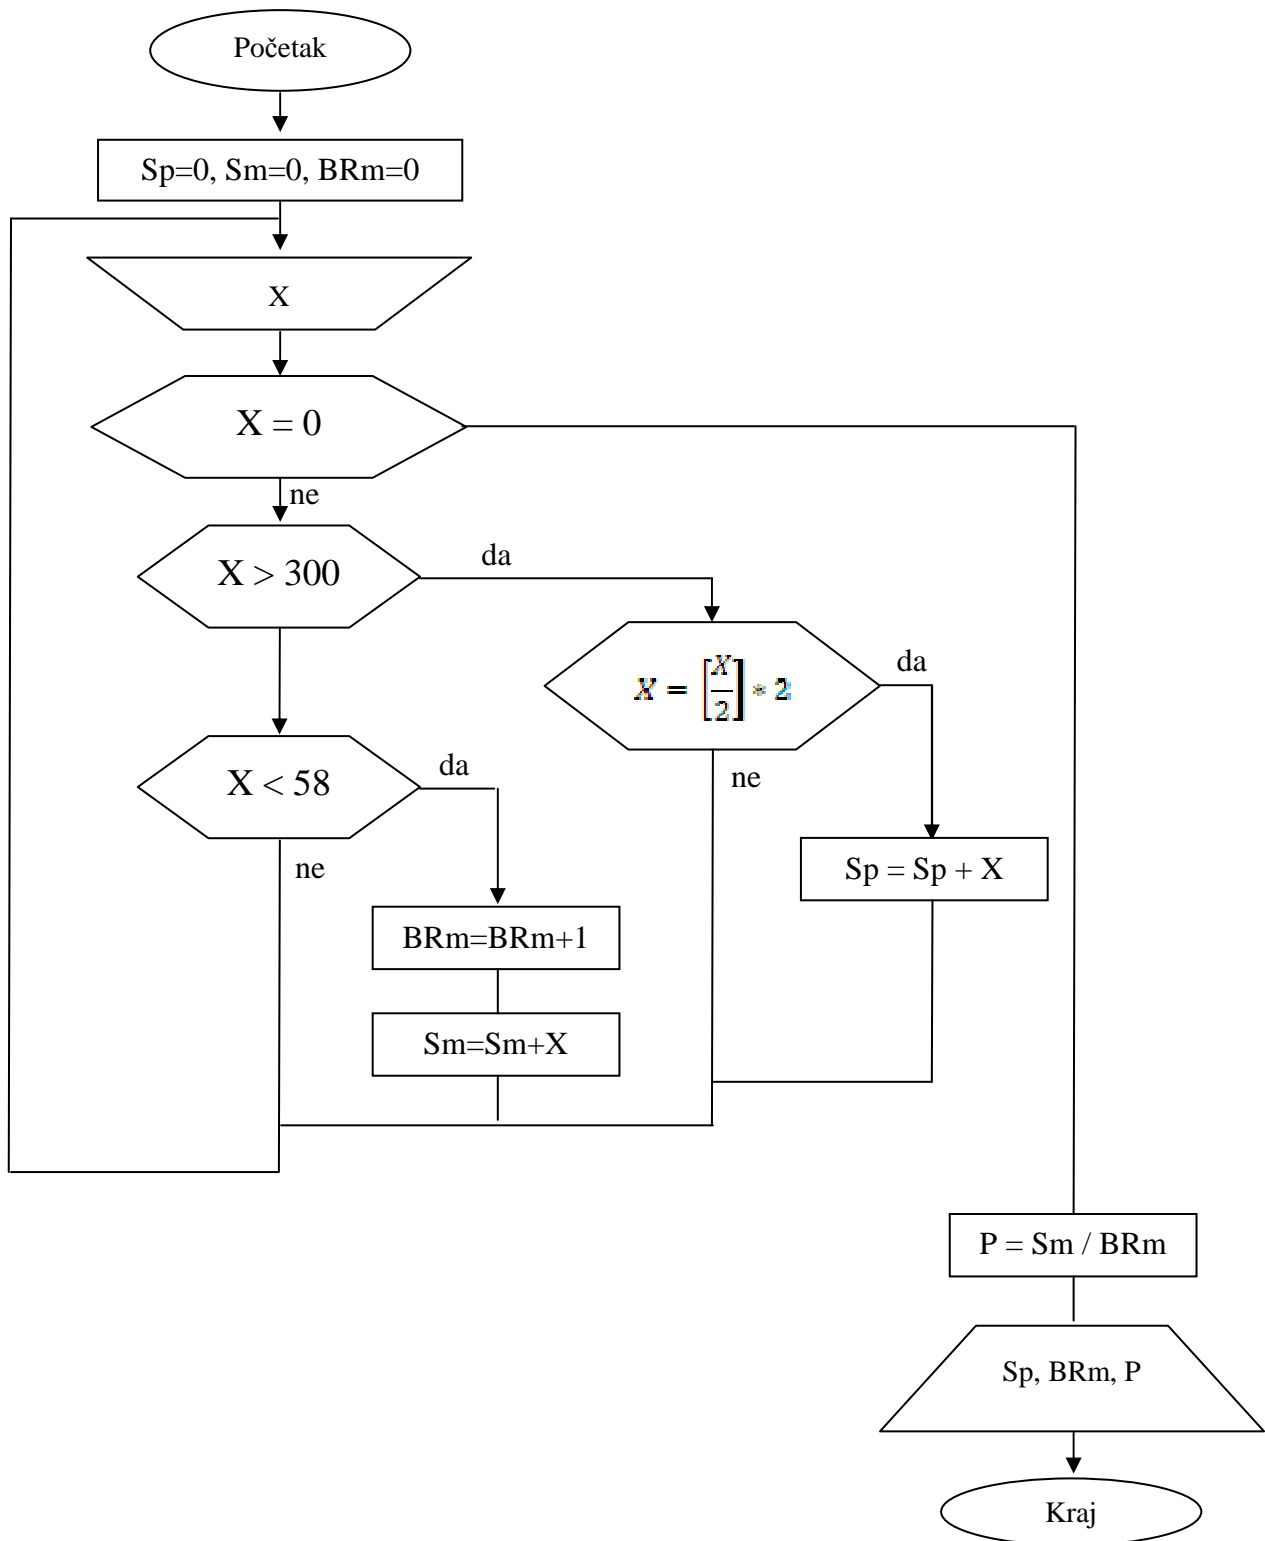 Početak
Sp=0, Sm=0, BRm=0
X
X = 0
ne
X > 300
da
X = [X/2] * 2
da
ne
X < 58
da
ne
Sp = Sp + X
BRm=BRm+1
Sm=Sm+X
P = Sm / BRm
Sp, BRm, P
Kraj